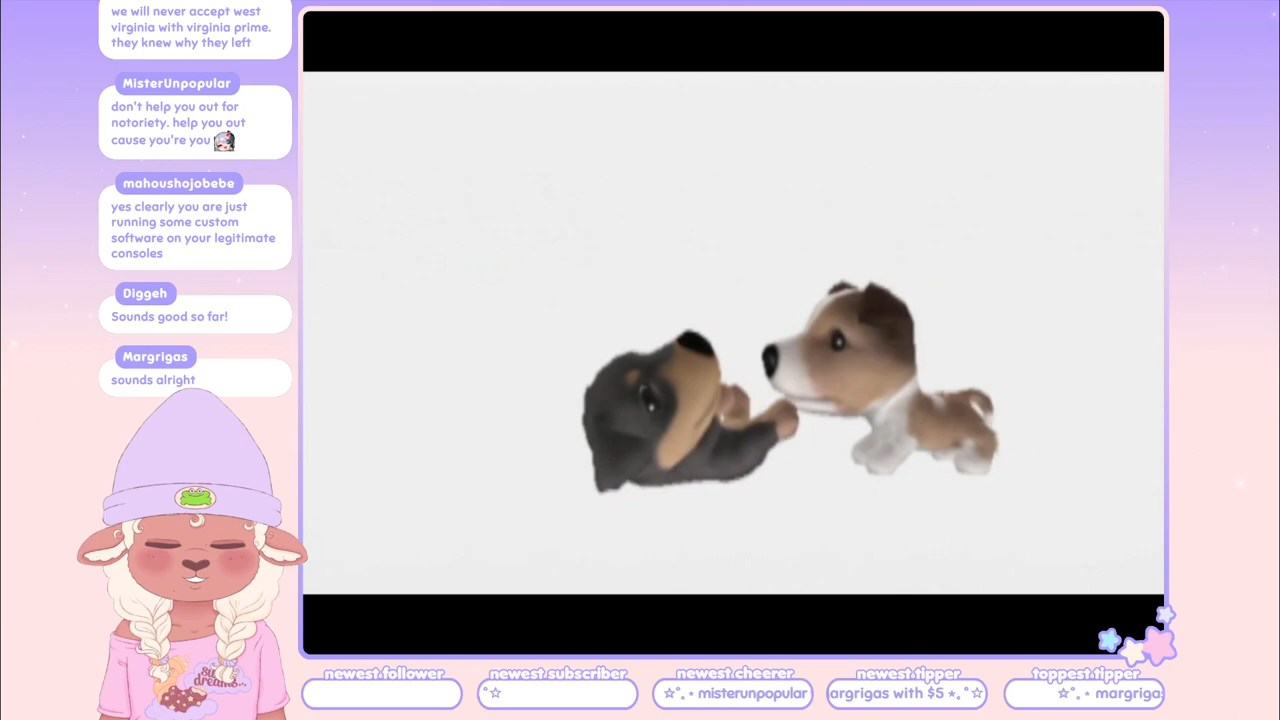 we will never accept west
virginia with virginia prime.
they knew why they left
MisterUnpopular
don't help you out for
notoriety. help you out
cause you're you
mahoushojobebe
yes clearly you are just
running some custom
software on your legitimate
consoles
Diggeh
Sounds good so far!
Margrigas
sounds alright
newest follower
newest subscriber
newest cheerer
newest tipper
toppest tipper
misterunpopular
argrigas with $5
margrigas